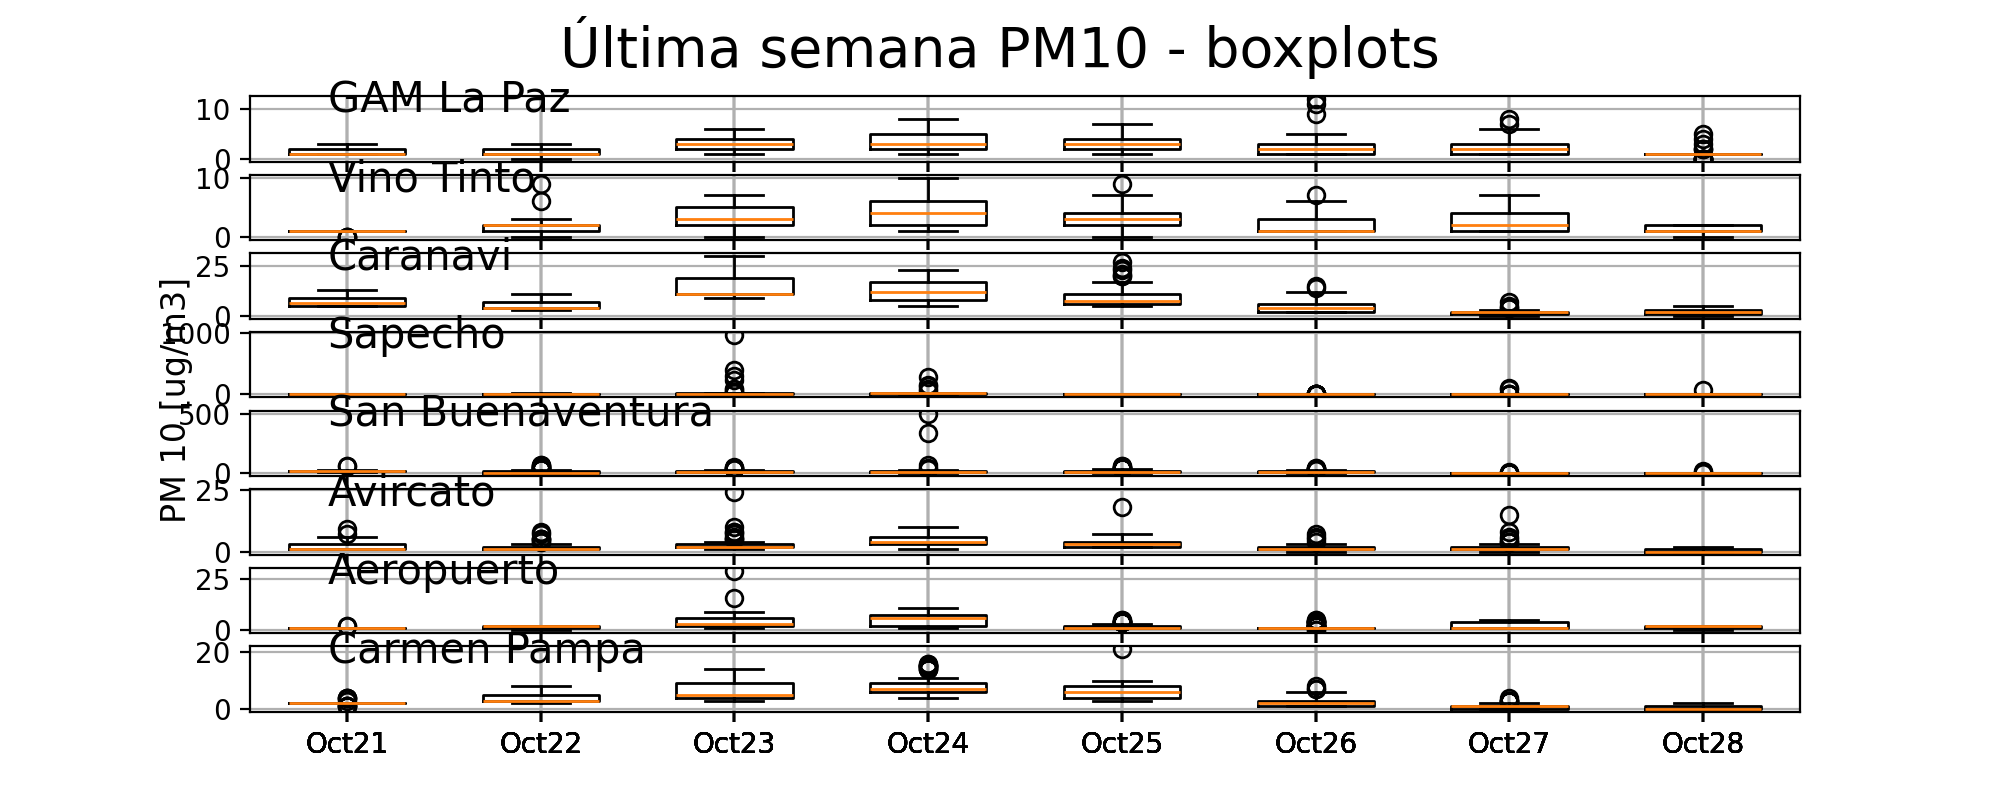 Última semana PM10 - boxplots
GAM La Paz
10
0
Vino Tinto
10
0
Caranavi
25
0
PM 10 [ug/m3]
Sapecho
1000
0
San Buenaventura
500
0
Avircato
25
0
Aeropuerto
25
0
Carmen Pampa
20
0
Oct21 Oct22 Oct23 Oct24 Oct25 Oct26 Oct27 Oct28